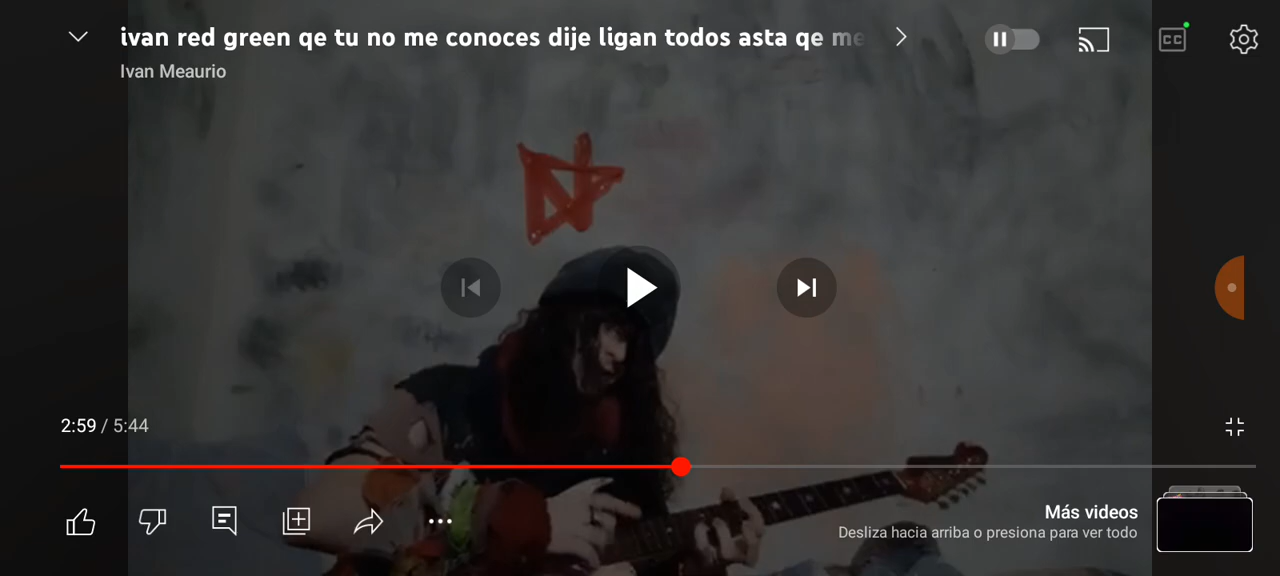 ivan red green qe tu no me conoces dije ligan todos asta qe me
Ivan Meaurio
CC
2:59 / 5:44
Más videos
Desliza hacia arriba o presiona para ver todo